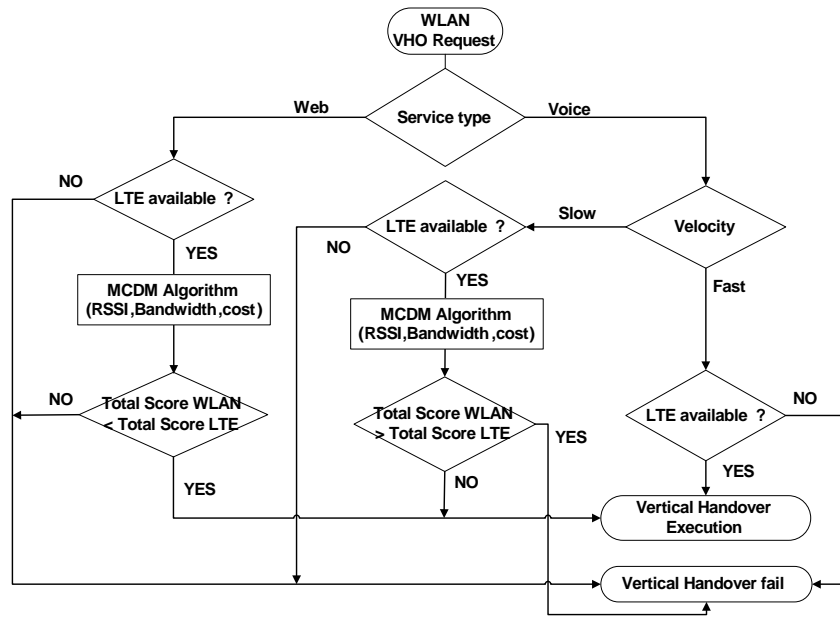 WLAN
VHO Request
Service type
Web
Voice
NO
LTE available ?
YES
MCDM Algorithm
(RSSI,Bandwidth,cost)
NO
Total Score WLAN
< Total Score LTE
YES
LTE available ?
NO
YES
MCDM Algorithm
(RSSI,Bandwidth,cost)
Total Score WLAN
> Total Score LTE
YES
NO
Slow
Velocity
Fast
LTE available ?
NO
YES
Vertical Handover
Execution
Vertical Handover fail